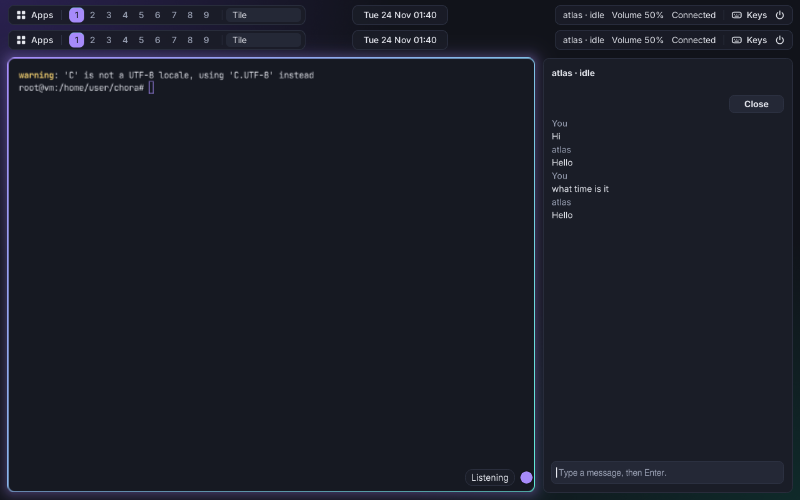 Apps 1 2 3 4 5 6 7 8 9 Tile Tue 24 Nov 01:40 atlas · idle Volume 50% Connected Keys
Apps 1 2 3 4 5 6 7 8 9 Tile Tue 24 Nov 01:40 atlas · idle Volume 50% Connected Keys
warning: 'C' is not a UTF-8 locale, using 'C.UTF-8' instead
root@vm:/home/user/chora#
Listening
atlas · idle
Close
You
Hi
atlas
Hello
You
what time is it
atlas
Hello
Type a message, then Enter.